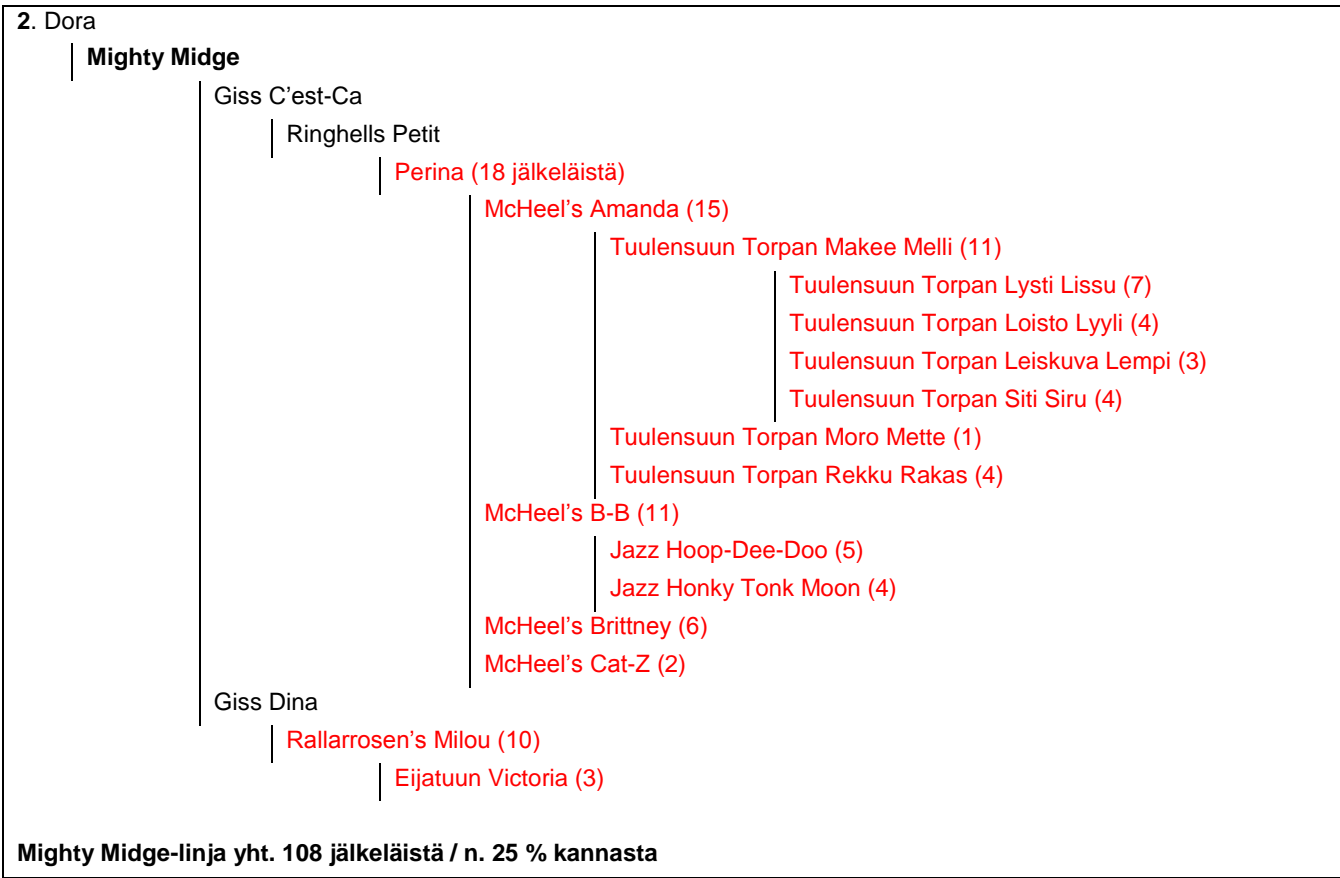 2. Dora
Mighty Midge
Giss C’est-Ca
Ringhells Petit
Perina (18 jälkeläistä)
McHeel’s Amanda (15)
Tuulensuun Torpan Makee Melli (11)
Tuulensuun Torpan Lysti Lissu (7)
Tuulensuun Torpan Loisto Lyyli (4)
Tuulensuun Torpan Leiskuva Lempi (3)
Tuulensuun Torpan Siti Siru (4)
Tuulensuun Torpan Moro Mette (1)
Tuulensuun Torpan Rekku Rakas (4)
McHeel’s B-B (11)
Jazz Hoop-Dee-Doo (5)
Jazz Honky Tonk Moon (4)
McHeel’s Brittney (6)
McHeel’s Cat-Z (2)
Giss Dina
Rallarrosen’s Milou (10)
Eijatuun Victoria (3)
Mighty Midge-linja yht. 108 jälkeläistä / n. 25 % kannasta